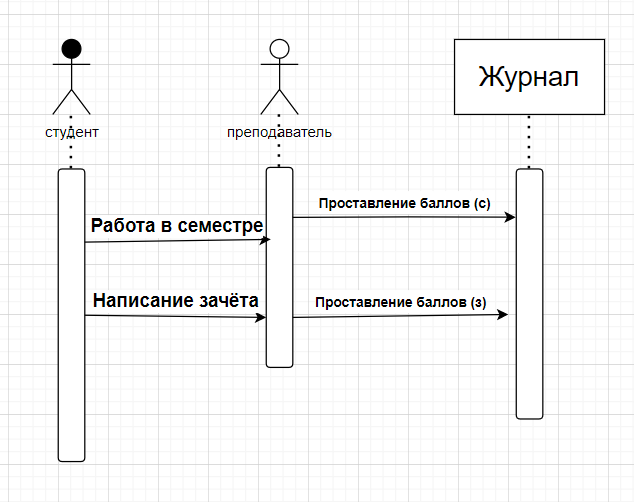 Журнал
студент
преподаватель
Проставление баллов (с)
Работа в семестре
Написание зачёта
Проставление баллов (з)